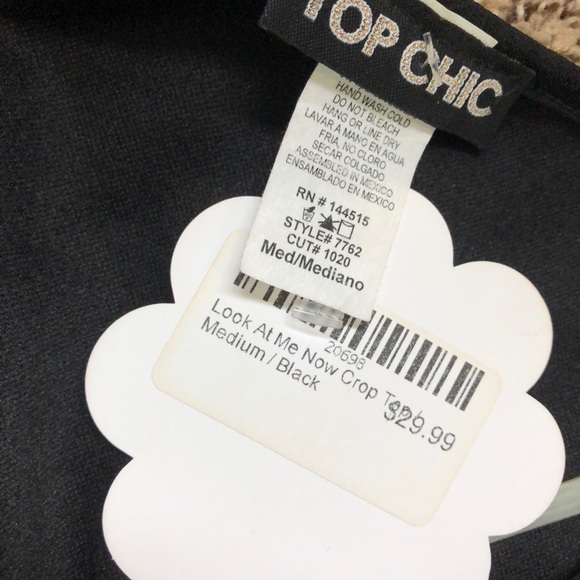 TOP CHIC
HAND WASH COLD
DO NOT BLEACH
HANG OR LINE DRY
LAVAR A MANO EN AGUA
FRIA, NO CLORO
SECAR COLGADO
ASSEMBLED IN MEXICO
ENSAMBLADO EN MEXICO
RN # 144515
STYLE# 7762
CUT# 1020
Med/Mediano
20698
Look At Me Now Crop Top /
Medium / Black
$29.99